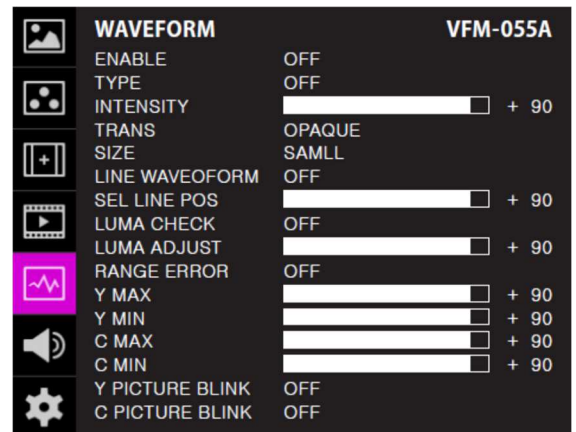 WAVEFORM VFM-055A
ENABLE OFF
TYPE OFF
INTENSITY + 90
TRANS OPAQUE
SIZE SAMLL
LINE WAVEOFORM OFF
SEL LINE POS + 90
LUMA CHECK OFF
LUMA ADJUST + 90
RANGE ERROR OFF
Y MAX + 90
Y MIN + 90
C MAX + 90
C MIN + 90
Y PICTURE BLINK OFF
C PICTURE BLINK OFF